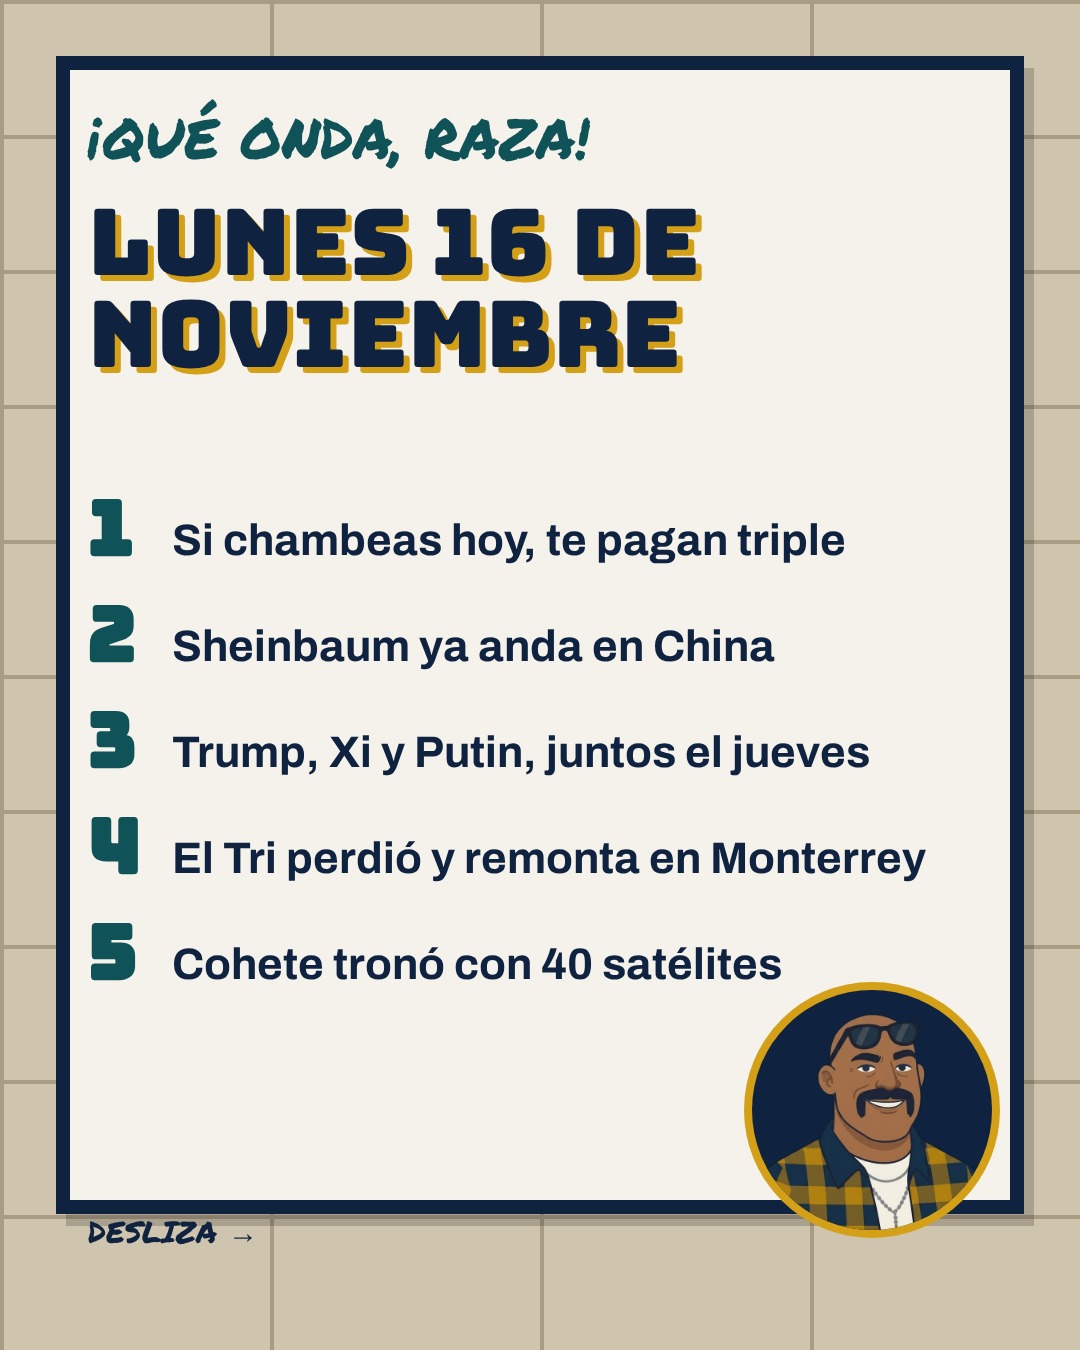 ¡QUÉ ONDA, RAZA!
LUNES 16 DE
NOVIEMBRE
1 Si chambeas hoy, te pagan triple
2 Sheinbaum ya anda en China
3 Trump, Xi y Putin, juntos el jueves
4 El Tri perdió y remonta en Monterrey
5 Cohete tronó con 40 satélites
DESLIZA →